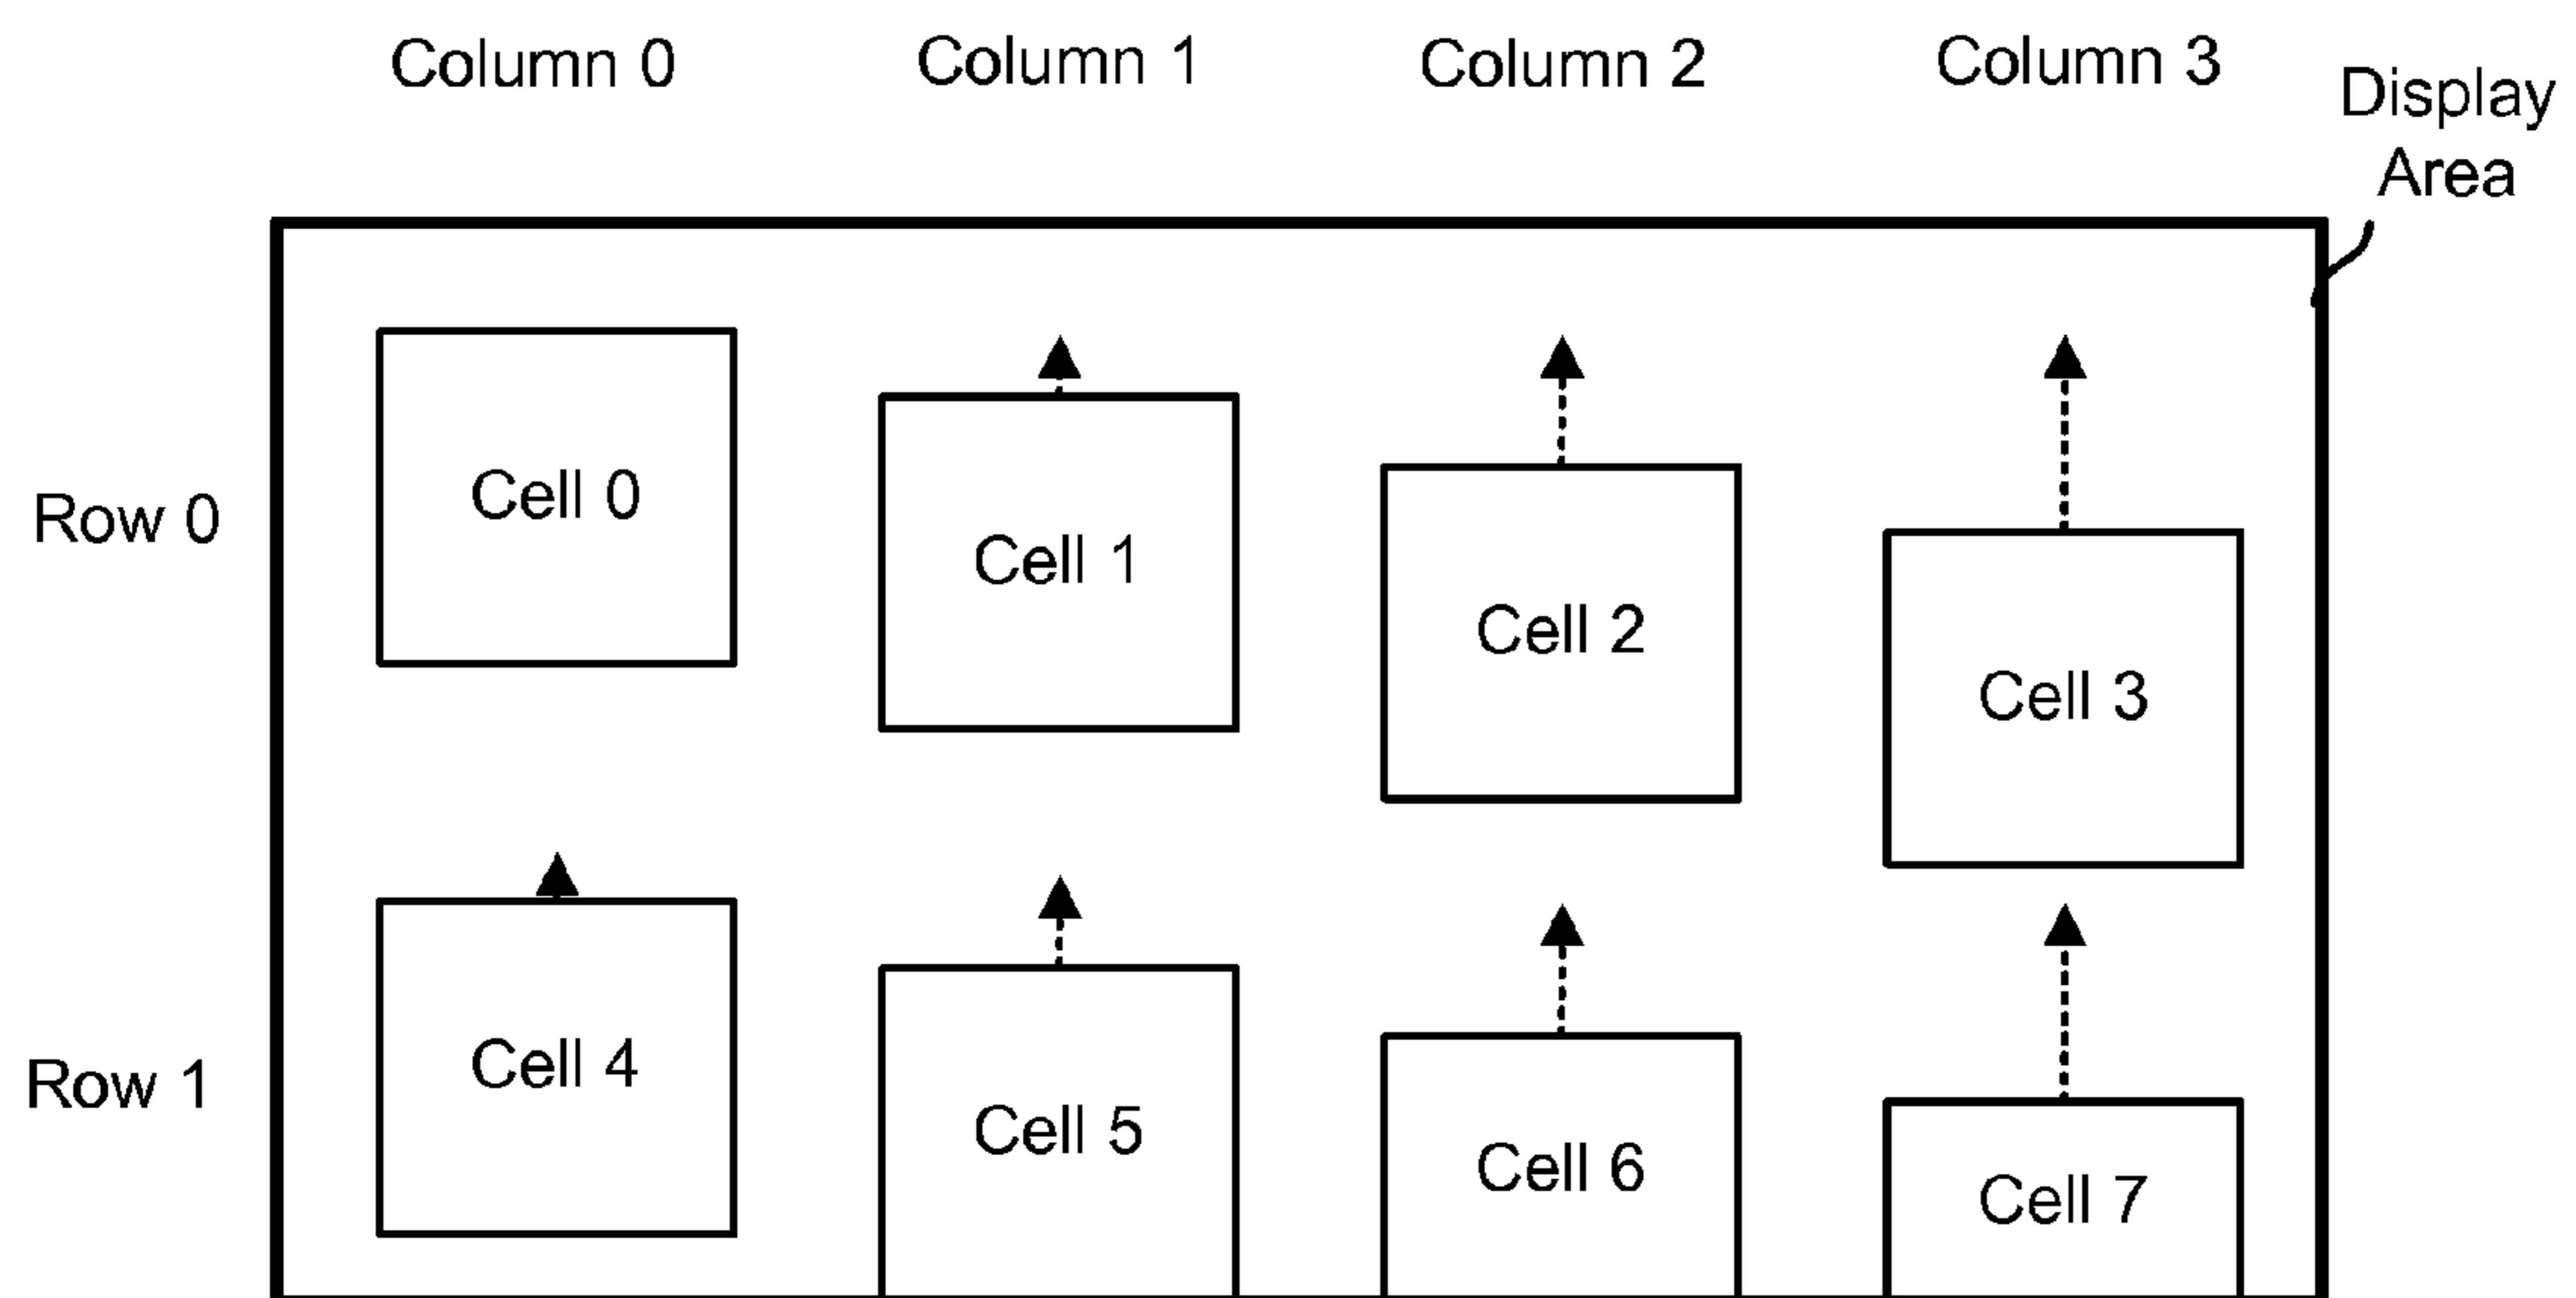 Column 0
Column 1
Column 2
Column 3
Display
Area
Row 0
Cell 0
Cell 1
Cell 2
Cell 3
Row 1
Cell 4
Cell 5
Cell 6
Cell 7